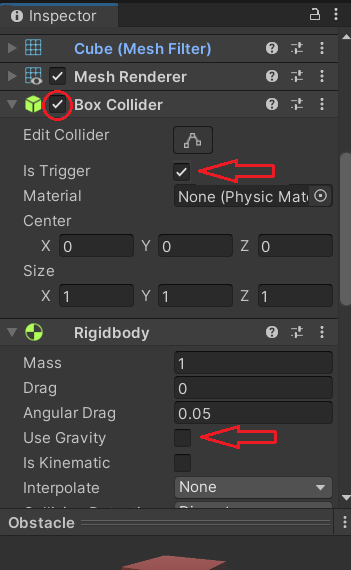 Inspector
Cube (Mesh Filter)
Mesh Renderer
Box Collider
Edit Collider
Is Trigger
Material None (Physic Mate
Center
X 0 Y 0 Z 0
Size
X 1 Y 1 Z 1
Rigidbody
Mass 1
Drag 0
Angular Drag 0.05
Use Gravity
Is Kinematic
Interpolate None
Obstacle